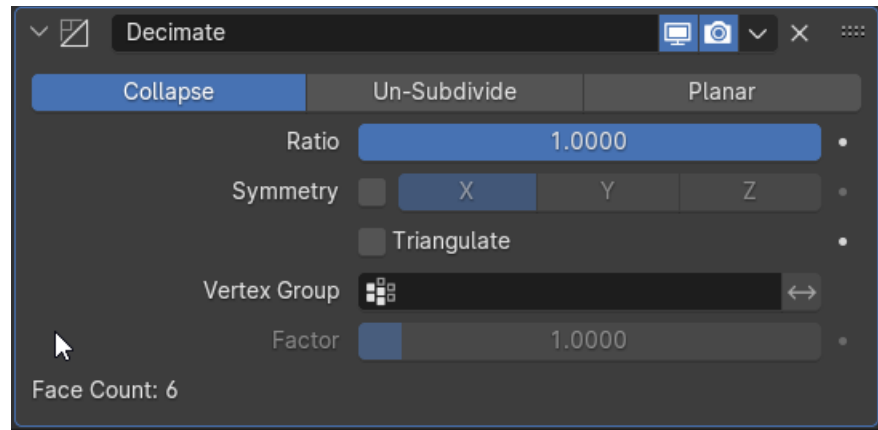 Decimate
Collapse Un-Subdivide Planar
Ratio 1.0000
Symmetry X Y Z
Triangulate
Vertex Group
Factor 1.0000
Face Count: 6